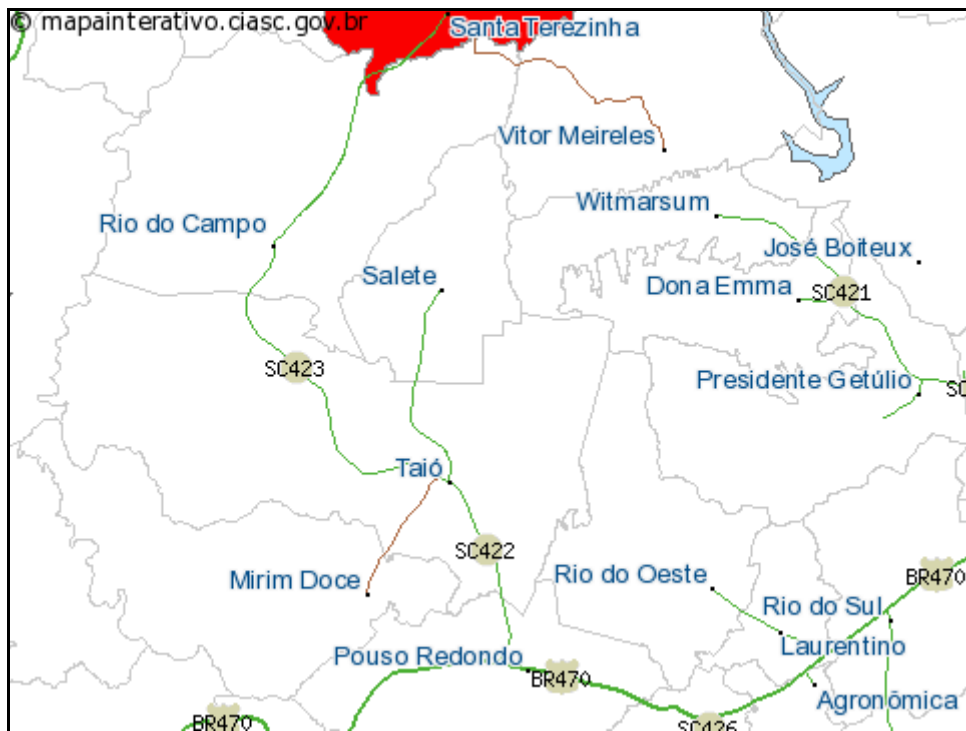 © mapainterativo.ciasc.gov.br
Santa Terezinha
Vitor Meireles
Witmarsum
Rio do Campo
José Boiteux
Salete
Dona Emma
SC421
SC423
Presidente Getúlio
SC
Taió
SC422
Mirim Doce
Rio do Oeste
BR470
Rio do Sul
Laurentino
Pouso Redondo
BR470
Agronômica
BR470
SC426